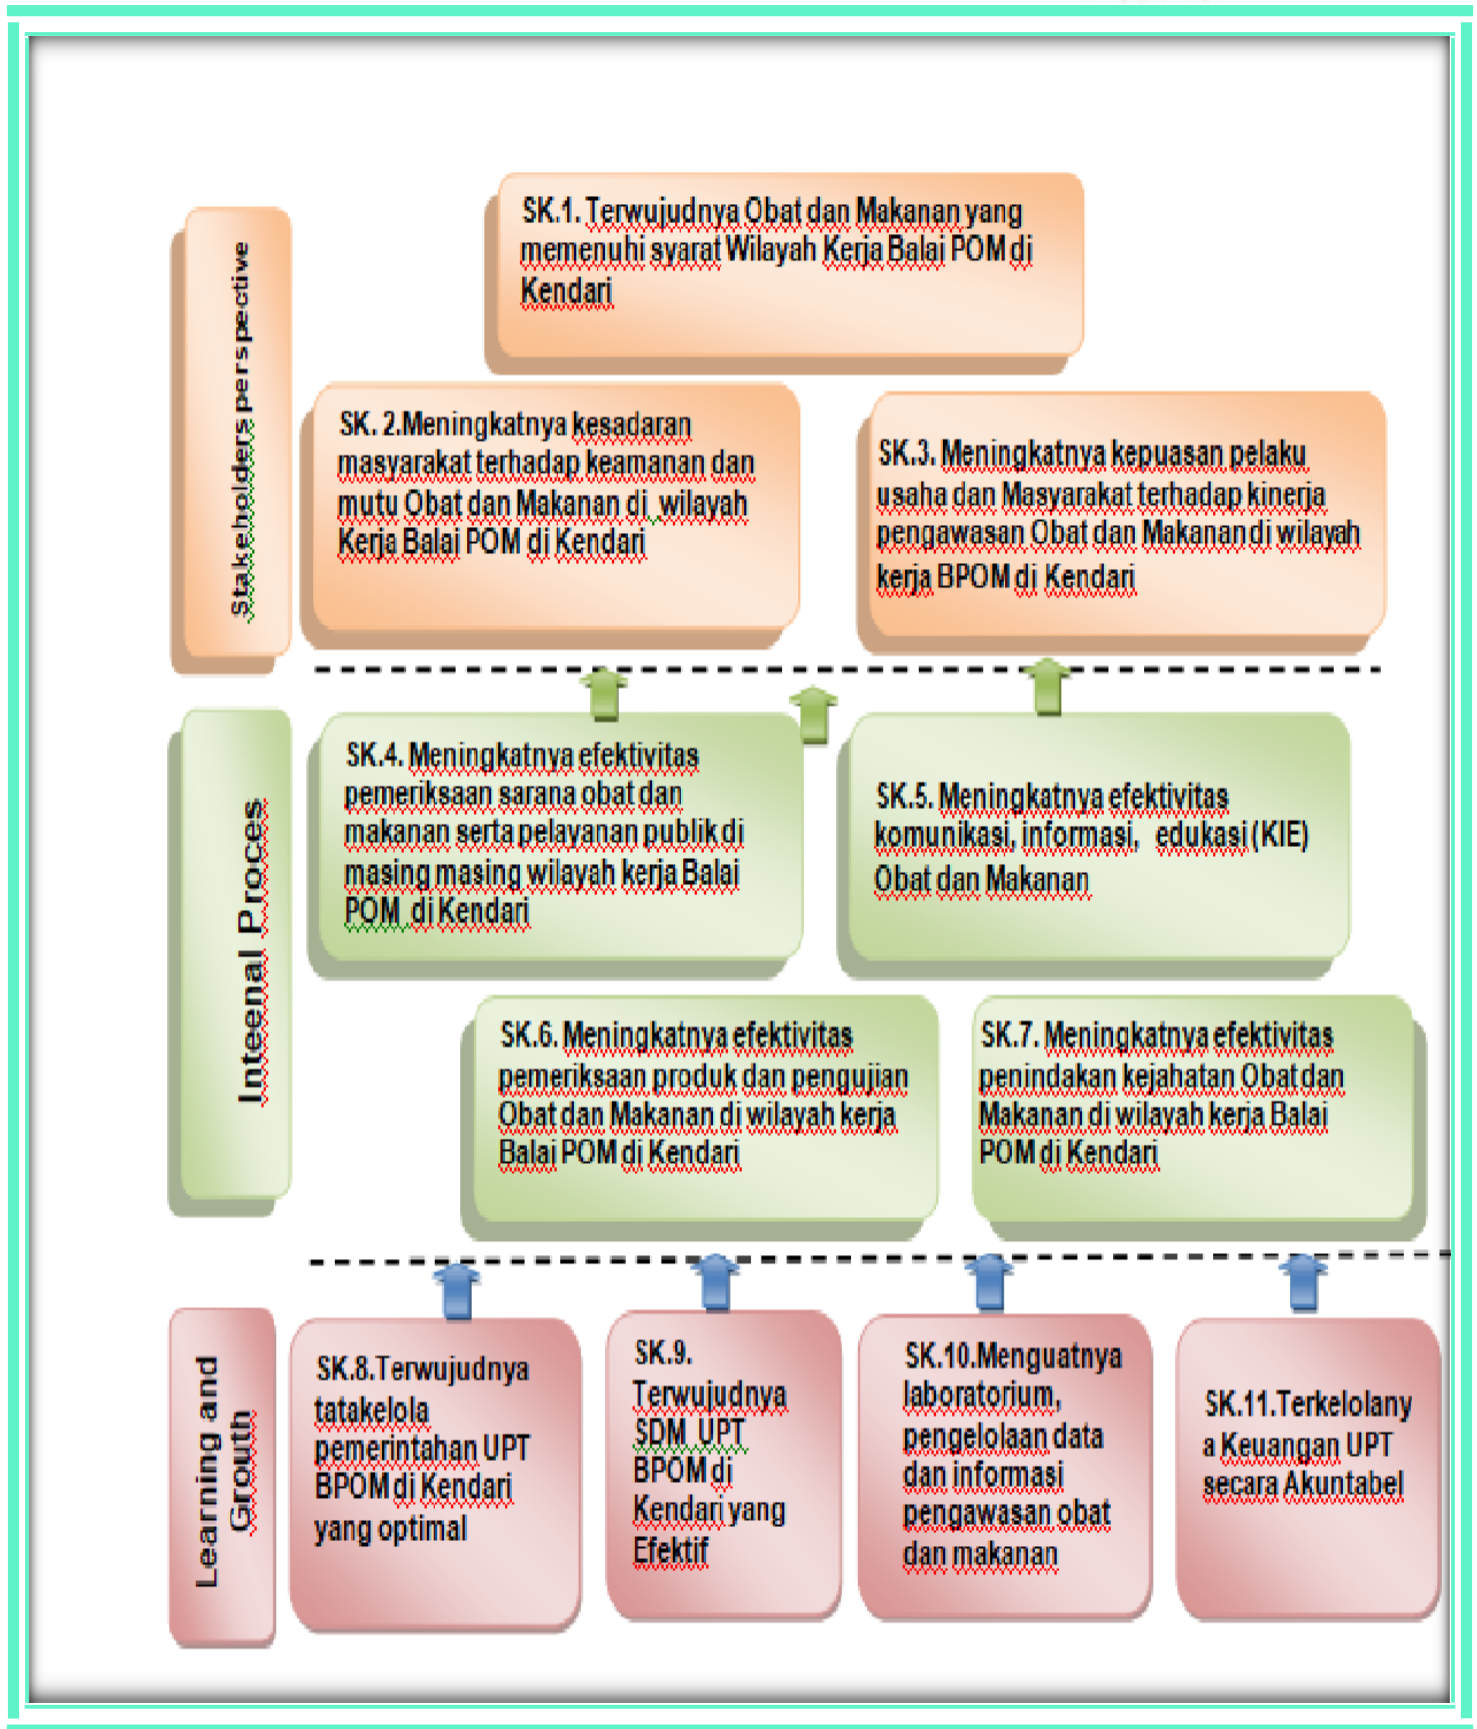 Stakeholders perspective
SK.1. Terwujudnya Obat dan Makanan yang
memenuhi syarat Wilayah Kerja Balai POM di
Kendari
SK. 2.Meningkatnya kesadaran
masyarakat terhadap keamanan dan
mutu Obat dan Makanan di wilayah
Kerja Balai POM di Kendari
SK.3. Meningkatnya kepuasan pelaku
usaha dan Masyarakat terhadap kinerja
pengawasan Obat dan Makanan di wilayah
kerja BPOM di Kendari
Inteenal Proces
SK.4. Meningkatnya efektivitas
pemeriksaan sarana obat dan
makanan serta pelayanan publik di
masing masing wilayah kerja Balai
POM di Kendari
SK.5. Meningkatnya efektivitas
komunikasi, informasi, edukasi (KIE)
Obat dan Makanan
SK.6. Meningkatnya efektivitas
pemeriksaan produk dan pengujian
Obat dan Makanan di wilayah kerja
Balai POM di Kendari
SK.7. Meningkatnya efektivitas
penindakan kejahatan Obat dan
Makanan di wilayah kerja Balai
POM di Kendari
Learning and
Grouth
SK.8.Terwujudnya
tatakelola
pemerintahan UPT
BPOM di Kendari
yang optimal
SK.9.
Terwujudnya
SDM UPT
BPOM di
Kendari yang
Efektif
SK.10.Menguatnya
laboratorium,
pengelolaan data
dan informasi
pengawasan obat
dan makanan
SK.11.Terkelolany
a Keuangan UPT
secara Akuntabel